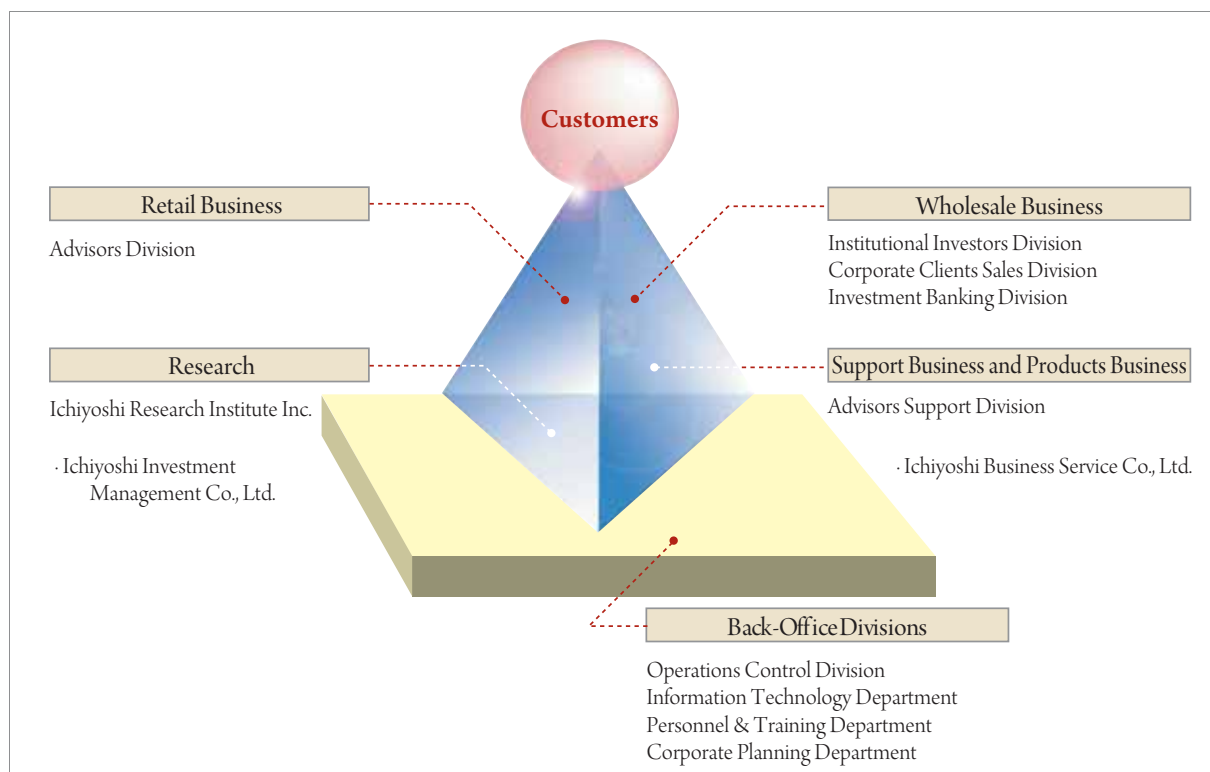 Customers
Retail Business
Advisors Division
Wholesale Business
Institutional Investors Division
Corporate Clients Sales Division
Investment Banking Division
Research
Ichiyoshi Research Institute Inc.
· Ichiyoshi Investment
Management Co., Ltd.
Support Business and Products Business
Advisors Support Division
· Ichiyoshi Business Service Co., Ltd.
Back-Office Divisions
Operations Control Division
Information Technology Department
Personnel & Training Department
Corporate Planning Department